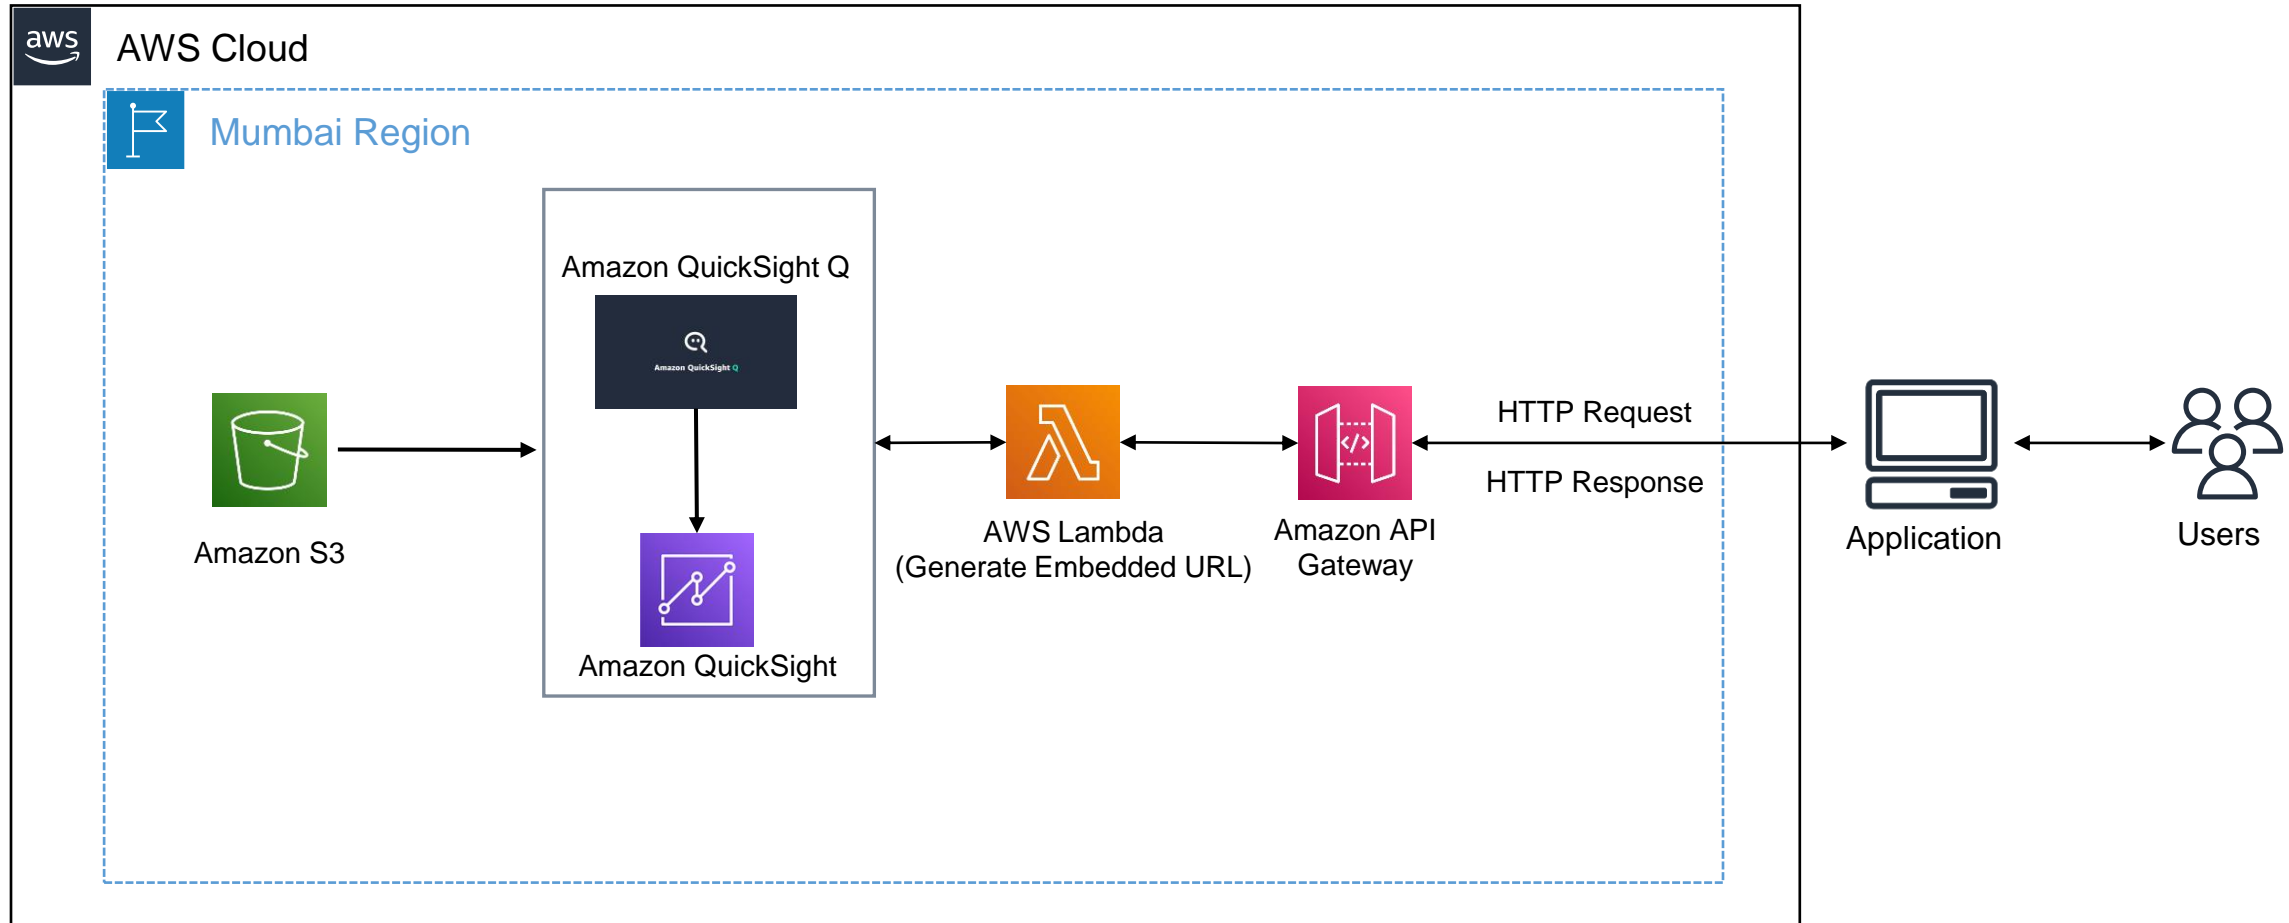 aws
AWS Cloud
Mumbai Region
Amazon QuickSight Q
Amazon QuickSight Q
Amazon S3
Amazon QuickSight
AWS Lambda
(Generate Embedded URL)
</>
Amazon API
Gateway
HTTP Request
HTTP Response
Application
Users